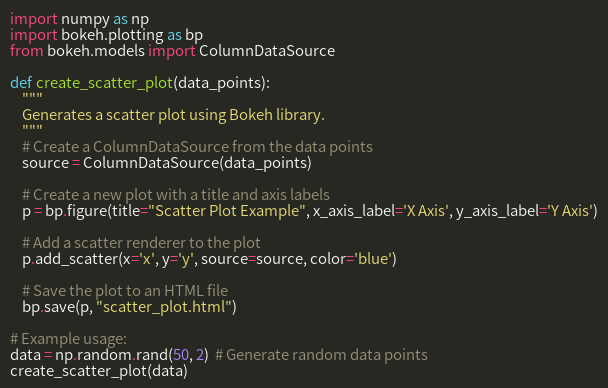 import numpy as np
import bokeh.plotting as bp
from bokeh.models import ColumnDataSource

def create_scatter_plot(data_points):
    """
    Generates a scatter plot using Bokeh library.
    """
    # Create a ColumnDataSource from the data points
    source = ColumnDataSource(data_points)

    # Create a new plot with a title and axis labels
    p = bp.figure(title="Scatter Plot Example", x_axis_label='X Axis', y_axis_label='Y Axis')

    # Add a scatter renderer to the plot
    p.add_scatter(x='x', y='y', source=source, color='blue')

    # Save the plot to an HTML file
    bp.save(p, "scatter_plot.html")

# Example usage:
data = np.random.rand(50, 2)  # Generate random data points
create_scatter_plot(data)